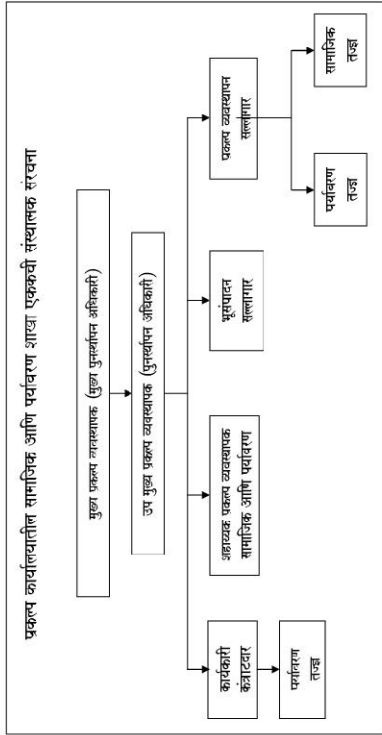 प्रकल्प कार्यालयातील सामाजिक आणि पर्यावरण शाखा एककची संस्थात्मक संरचना
मुख्य प्रकल्प व्यवस्थापक (मुख्य पुनर्स्थापन अधिकारी)
उप मुख्य प्रकल्प व्यवस्थापक (पुनर्स्थापन अधिकारी)
कार्यकारी
कंत्राटदार
पर्यावरण
तज्ज्ञ
सहाय्यक प्रकल्प व्यवस्थापक
सामाजिक आणि पर्यावरण
भूसंपादन
सल्लागार
प्रकल्प व्यवस्थापन
सल्लागार
पर्यावरण
तज्ज्ञ
सामाजिक
तज्ज्ञ